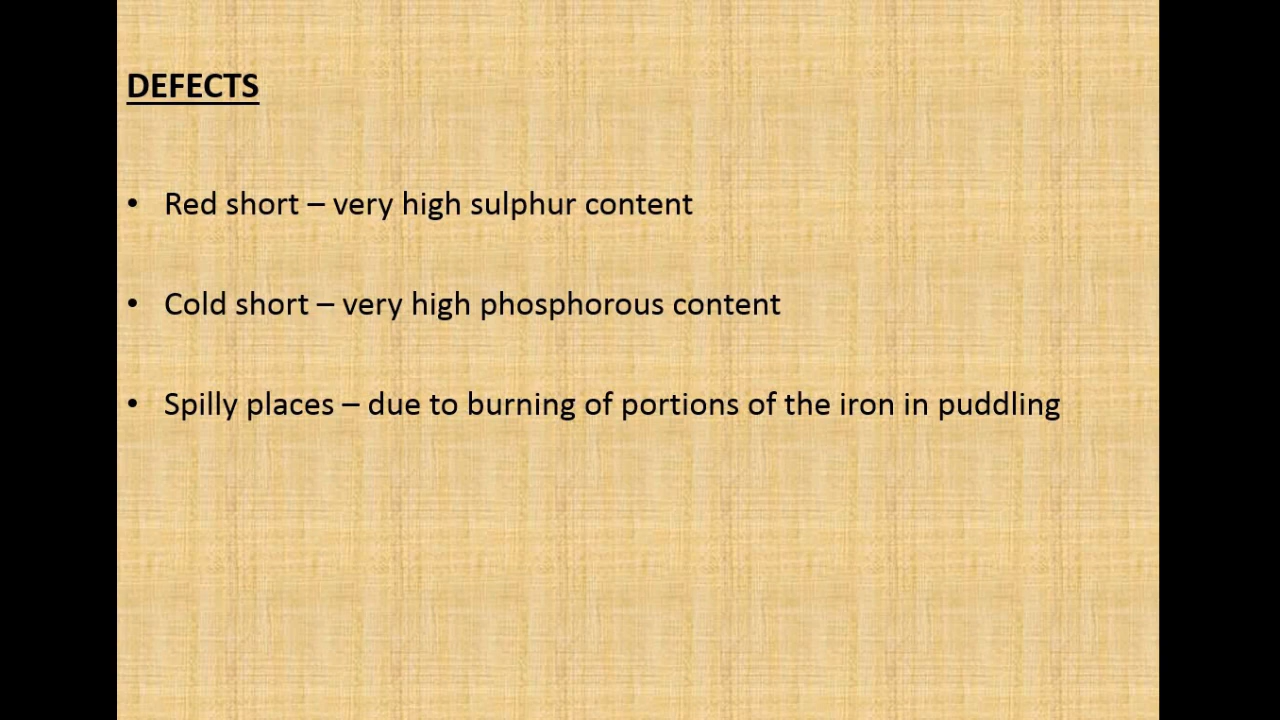 DEFECTS
• Red short – very high sulphur content
• Cold short – very high phosphorous content
• Spilly places – due to burning of portions of the iron in puddling